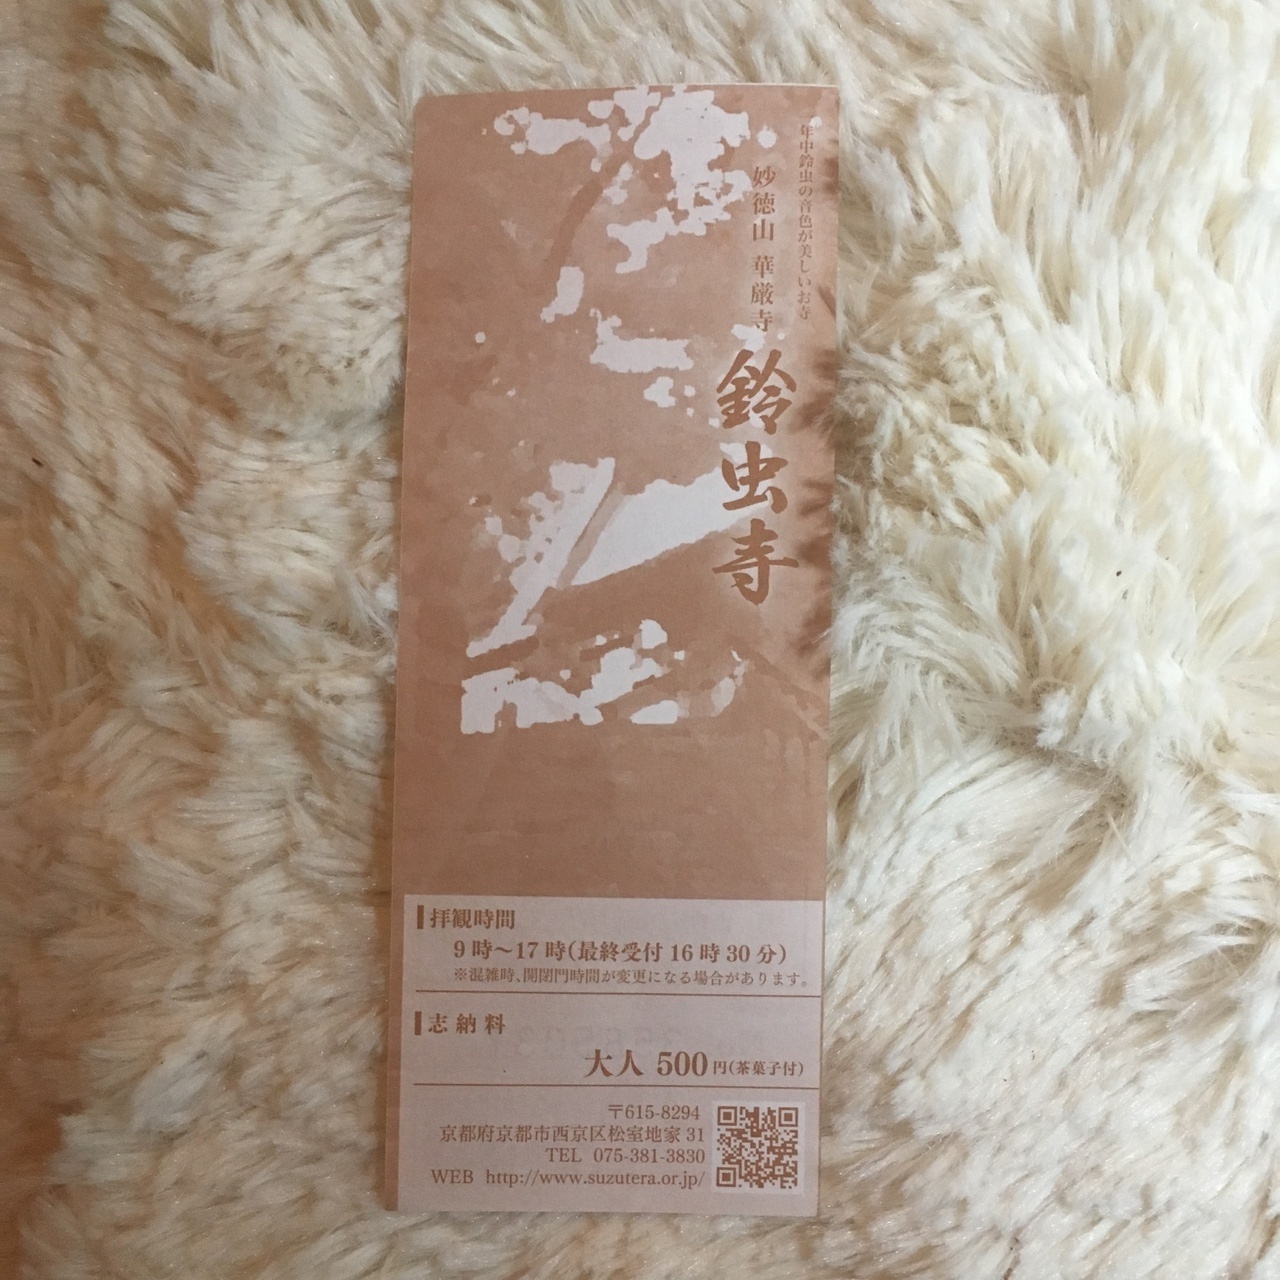 年中鈴虫の音色が美しいお寺
妙徳山 華厳寺
鈴虫寺
拝観時間
9時〜17時(最終受付16時30分)
※混雑時、開閉門時間が変更になる場合があります。
志納料
大人 500円(茶菓子付)
〒615-8294
京都府京都市西京区松室地家31
TEL 075-381-3830
WEB http://www.suzutera.or.jp/